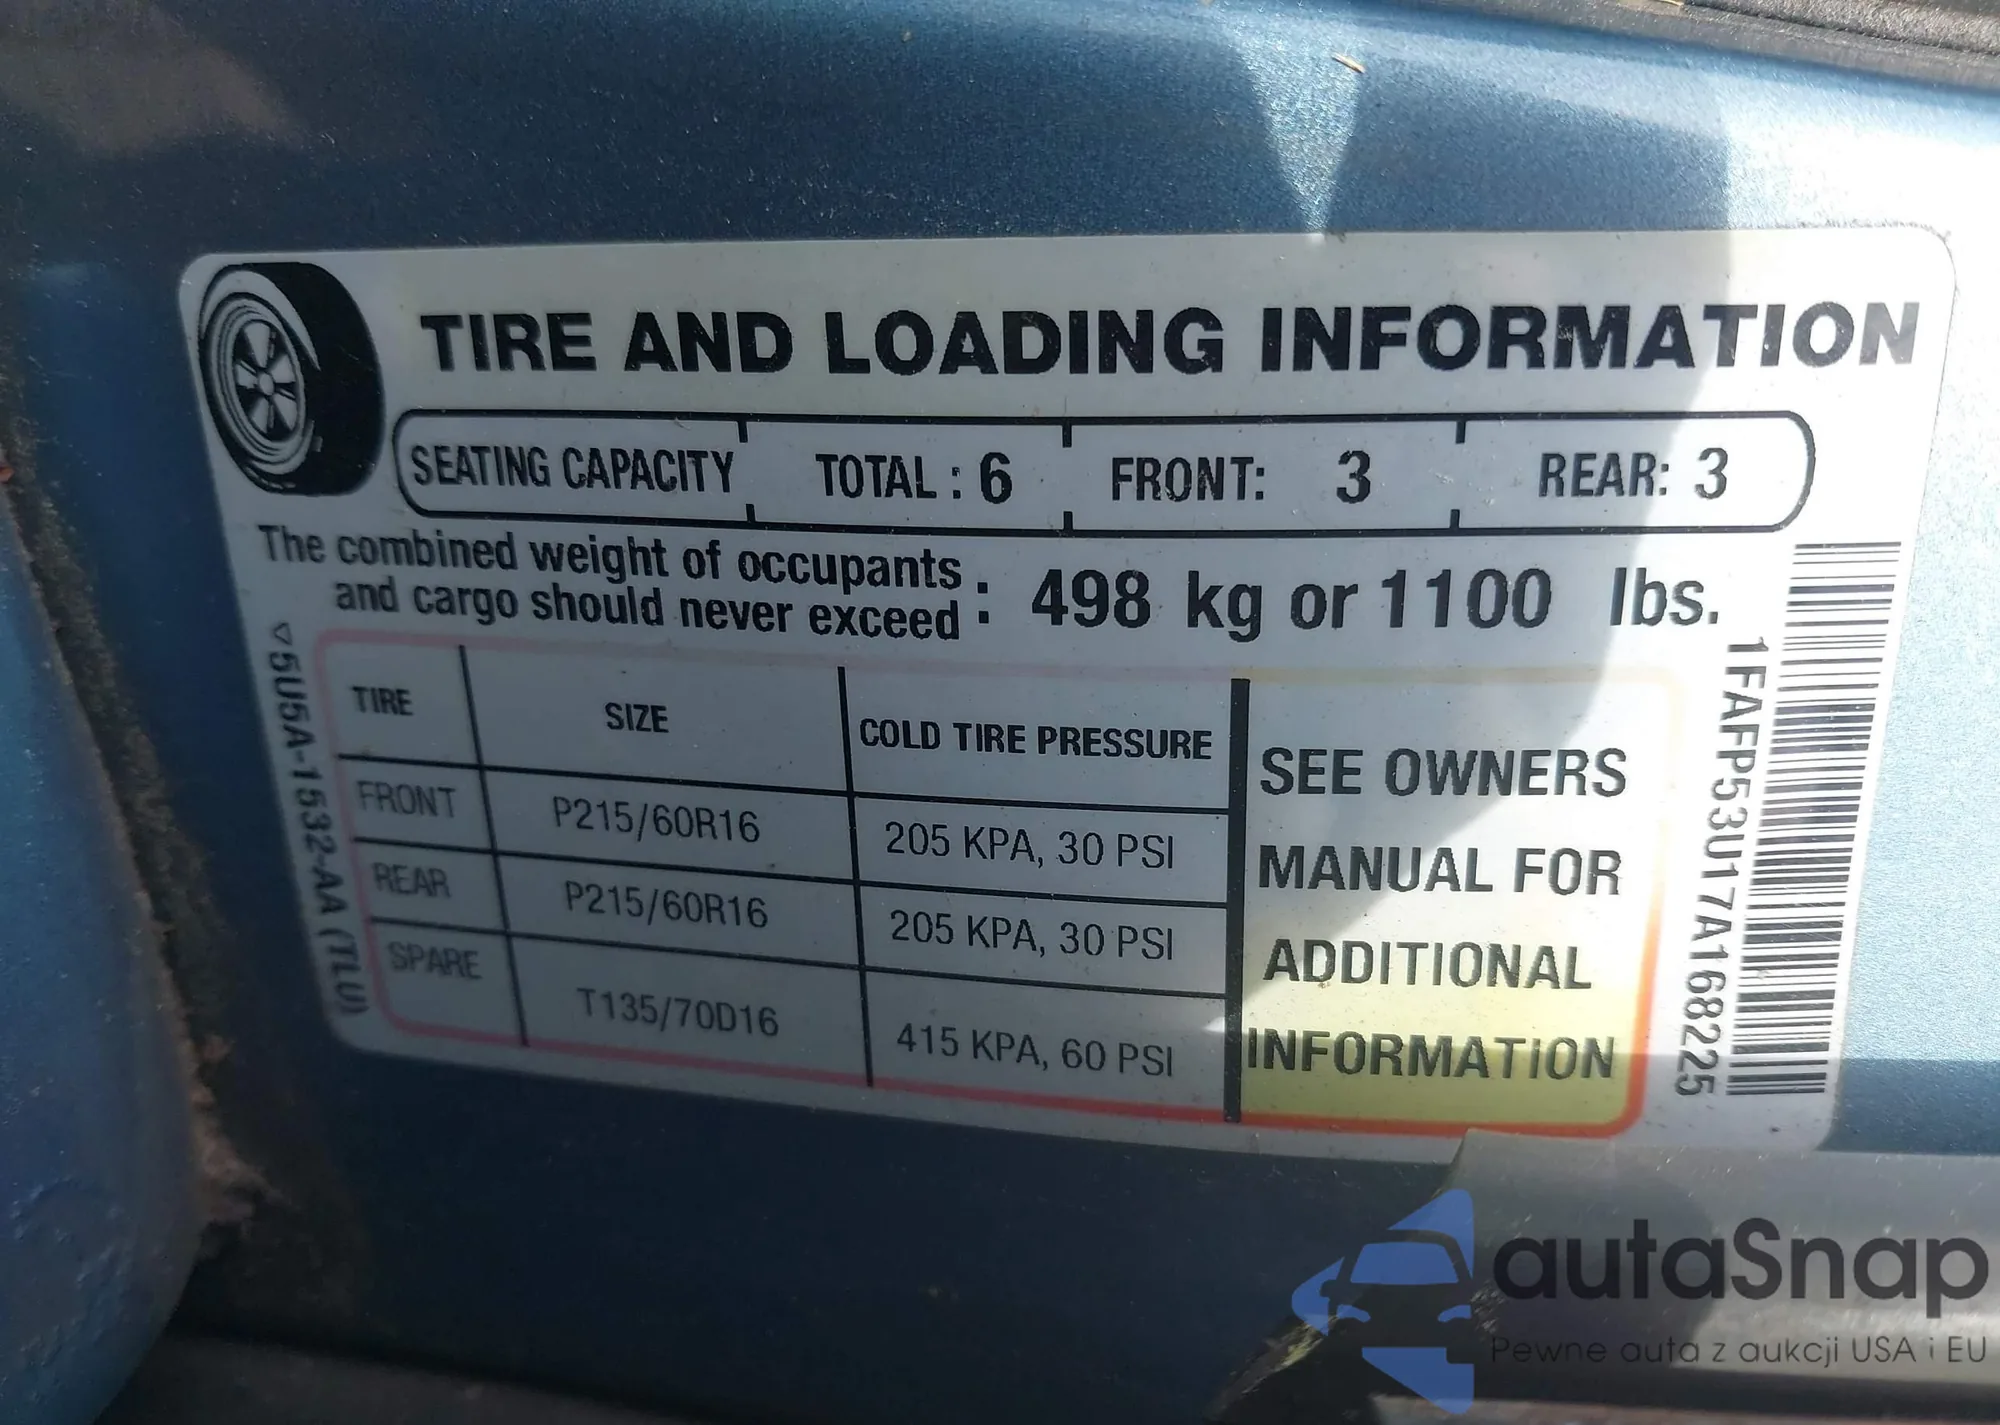 TIRE AND LOADING INFORMATION
SEATING CAPACITY TOTAL : 6 FRONT: 3 REAR: 3
The combined weight of occupants
and cargo should never exceed : 498 kg or 1100 lbs.
TIRE SIZE COLD TIRE PRESSURE
FRONT P215/60R16 205 KPA, 30 PSI
REAR P215/60R16 205 KPA, 30 PSI
SPARE T135/70D16 415 KPA, 60 PSI
SEE OWNERS
MANUAL FOR
ADDITIONAL
INFORMATION
5U5A-1532-AA (TLU)
1FAFP53U17A168225
autaSnap
Pewne auta z aukcji USA i EU